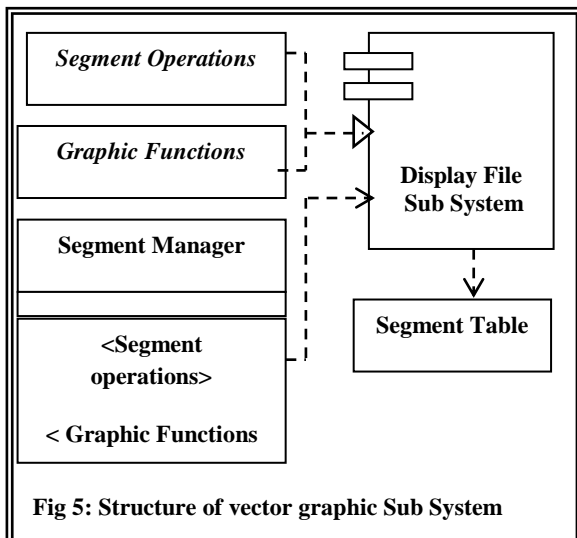 Segment Operations
Graphic Functions
Segment Manager
<Segment
operations>
< Graphic Functions
Display File
Sub System
Segment Table
Fig 5: Structure of vector graphic Sub System